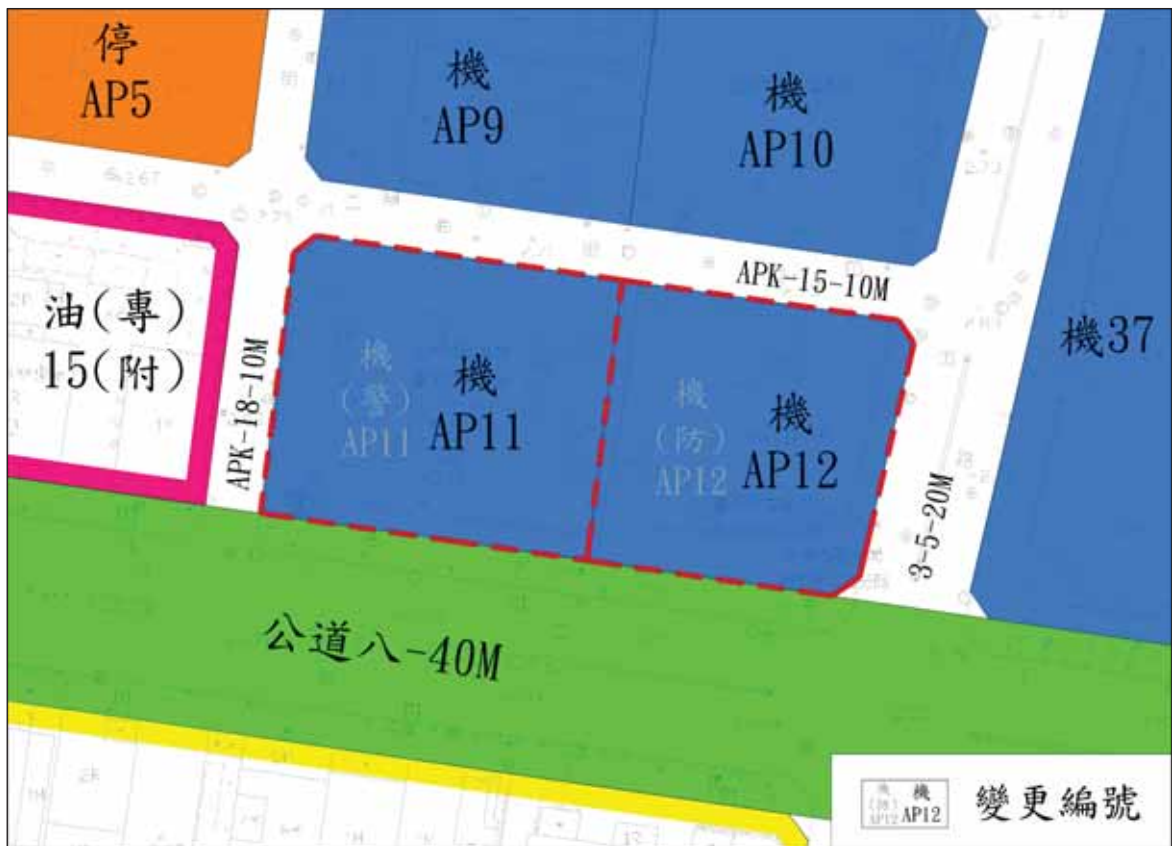 停
AP5
機
AP9
機
AP10
機37
APK-15-10M
油(專)
15(附)
APK-18-10M
機
(警)
AP11
機
AP11
機
(防)
AP12
機
AP12
3-5-20M
公道八-40M
機
(防)
AP12
機
AP12
變更編號